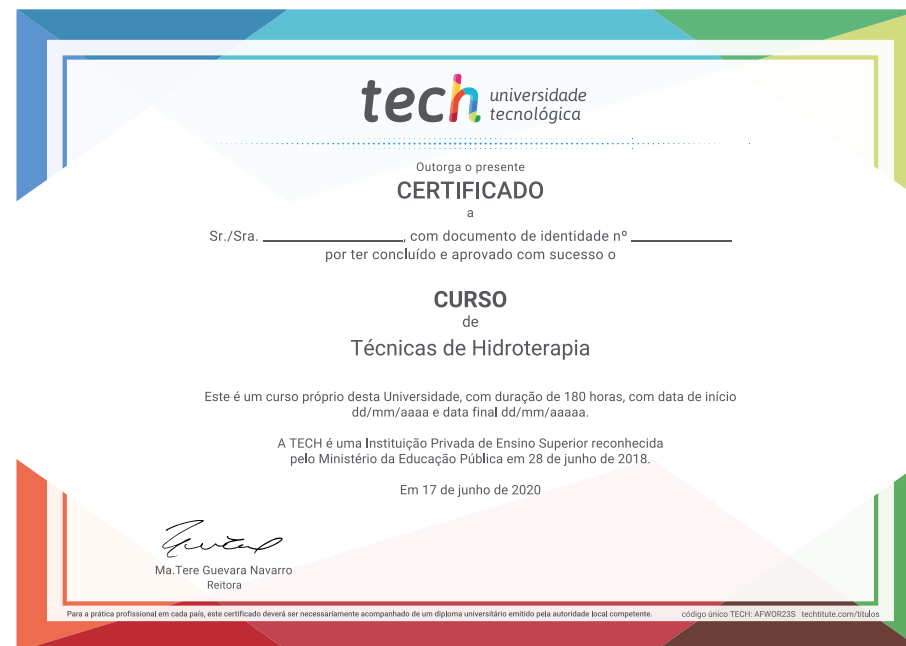 tech universidade
tecnológica
Outorga o presente
CERTIFICADO
a
Sr./Sra. ____________________, com documento de identidade nº ______________
por ter concluído e aprovado com sucesso o
CURSO
de
Técnicas de Hidroterapia
Este é um curso próprio desta Universidade, com duração de 180 horas, com data de início
dd/mm/aaaa e data final dd/mm/aaaaa.
A TECH é uma Instituição Privada de Ensino Superior reconhecida
pelo Ministério da Educação Pública em 28 de junho de 2018.
Em 17 de junho de 2020
Ma.Tere Guevara Navarro
Reitora
Para a prática profissional em cada país, este certificado deverá ser necessariamente acompanhado de um diploma universitário emitido pela autoridade local competente. código único TECH: AFWOR23S techtitute.com/titulos